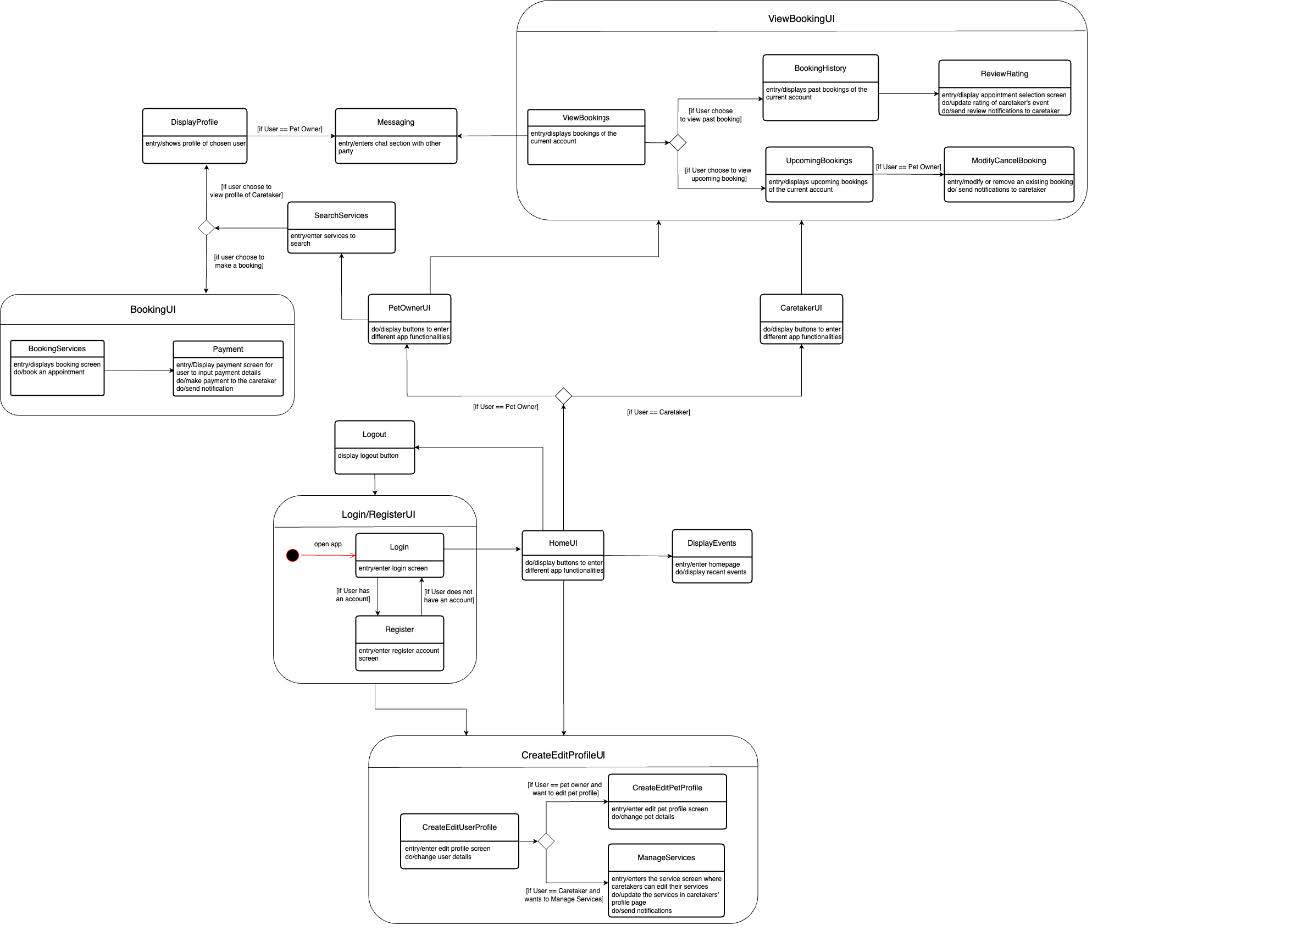 ViewBookingUI
BookingHistory
entry/displays past bookings of the
current account
ReviewRating
entry/display appointment selection screen
do/update rating of caretaker's event
do/send review notifications to caretaker
[if User choose
to view past booking]
ViewBookings
entry/displays bookings of the
current account
[if User choose to view
upcoming booking]
UpcomingBookings
entry/displays upcoming bookings
of the current account
[if User == Pet Owner]
ModifyCancelBooking
entry/modify or remove an existing booking
do/ send notifications to caretaker
DisplayProfile
entry/shows profile of chosen user
[if User == Pet Owner]
Messaging
entry/enters chat section with other
party
[if user choose to
view profile of Caretaker]
SearchServices
entry/enter services to
search
[if user choose to
make a booking]
BookingUI
BookingServices
entry/displays booking screen
do/book an appointment
Payment
entry/Display payment screen for
user to input payment details
do/make payment to the caretaker
do/send notification
PetOwnerUI
do/display buttons to enter
different app functionalities
CaretakerUI
do/display buttons to enter
different app functionalities
[if User == Pet Owner]
[if User == Caretaker]
Logout
display logout button
Login/RegisterUI
open app
Login
entry/enter login screen
[if User has
an account]
[if User does not
have an account]
Register
entry/enter register account
screen
HomeUI
do/display buttons to enter
different app functionalities
DisplayEvents
entry/enter homepage
do/display recent events
CreateEditProfileUI
CreateEditUserProfile
entry/enter edit profile screen
do/change user details
[if User == pet owner and
want to edit pet profile]
CreateEditPetProfile
entry/enter edit pet profile screen
do/change pet details
[if User == Caretaker and
wants to Manage Services]
ManageServices
entry/enters the service screen where
caretakers can edit their services
do/update the services in caretakers'
profile page
do/send notifications